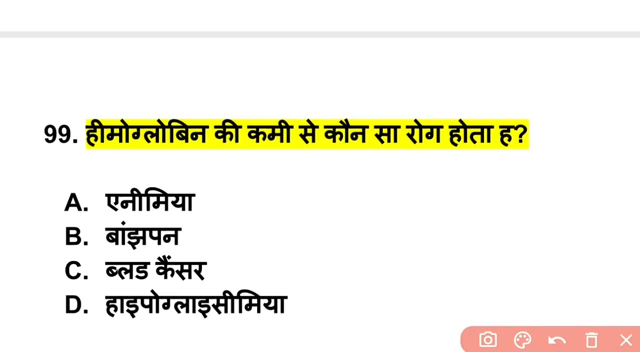 99. हीमोग्लोबिन की कमी से कौन सा रोग होता ह?
A. एनीमिया
B. बांझपन
C. ब्लड कैंसर
D. हाइपोग्लाइसीमिया